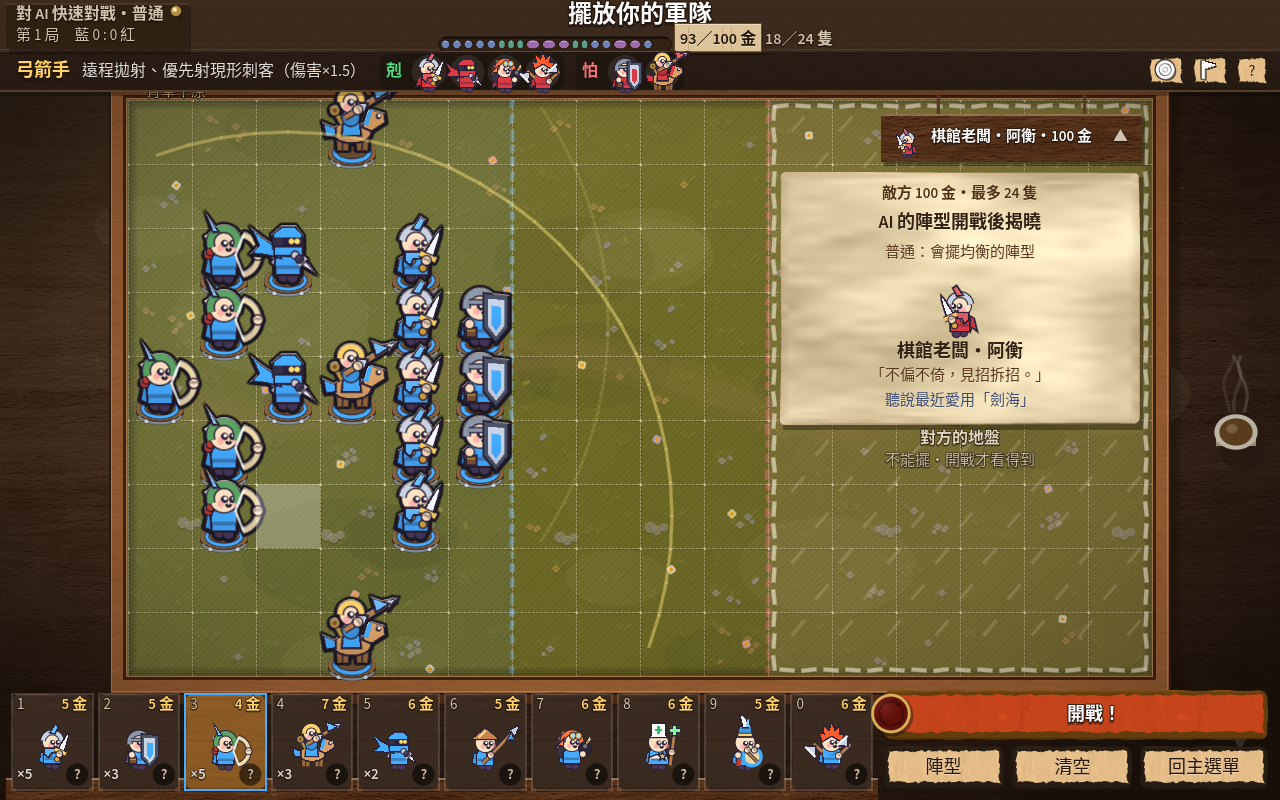 對 AI 快速對戰・普通
第 1 局 藍 0 : 0 紅
擺放你的軍隊
93／100 金
18／24 隻
弓箭手 遠程拋射、優先射現形刺客（傷害×1.5）
剋
怕
?
棋館老闆・阿衡・100 金
敵方 100 金・最多 24 隻
AI 的陣型開戰後揭曉
普通：會擺均衡的陣型
棋館老闆・阿衡
「不偏不倚，見招拆招。」
聽說最近愛用「劍海」
對方的地盤
不能擺・開戰才看得到
1 5 金 ×5 ?
2 5 金 ×3 ?
3 4 金 ×5 ?
4 7 金 ×3 ?
5 6 金 ×2 ?
6 5 金 ?
7 6 金 ?
8 6 金 ?
9 5 金 ?
0 6 金 ?
開戰！
陣型
清空
回主選單